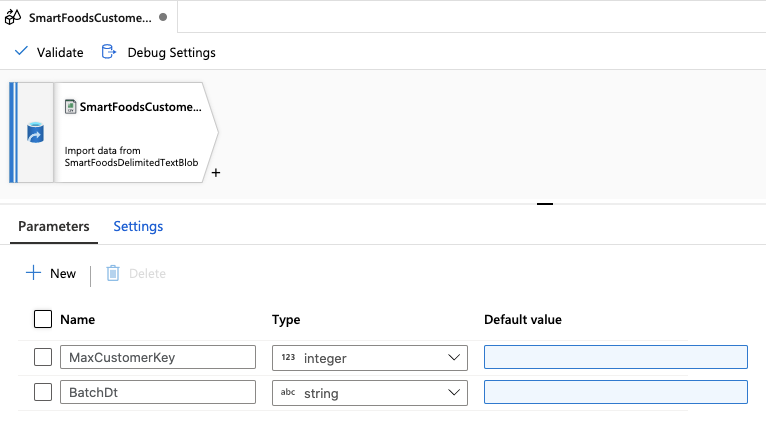 SmartFoodsCustome...
Validate
Debug Settings
SmartFoodsCustome...
Import data from
SmartFoodsDelimitedTextBlob
+
Parameters
Settings
New
Delete
Name
Type
Default value
MaxCustomerKey
123 integer
BatchDt
abc string